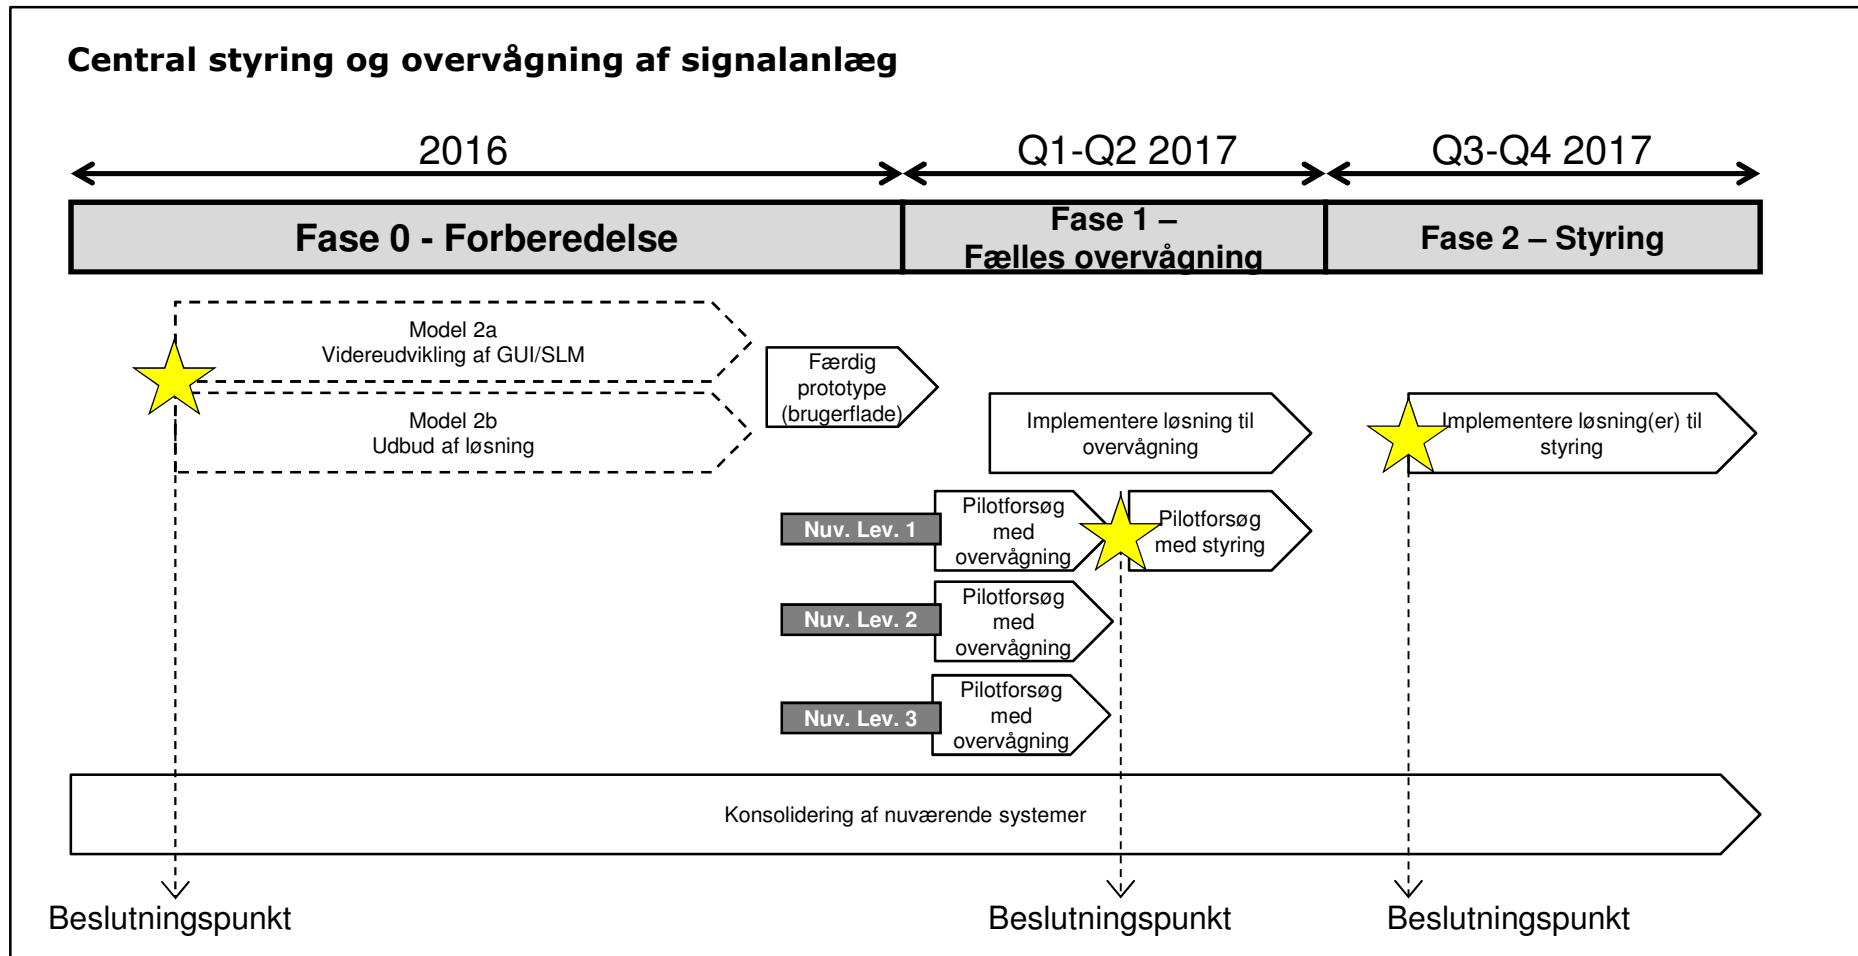 Central styring og overvågning af signalanlæg
2016
Q1-Q2 2017
Q3-Q4 2017
Fase 0 - Forberedelse
Fase 1 –
Fælles overvågning
Fase 2 – Styring
Model 2a
Videreudvikling af GUI/SLM
Færdig
prototype
(brugerflade)
Model 2b
Udbud af løsning
Implementere løsning til
overvågning
Implementere løsning(er) til
styring
Nuv. Lev. 1
Pilotforsøg
med
overvågning
Pilotforsøg
med styring
Nuv. Lev. 2
Pilotforsøg
med
overvågning
Nuv. Lev. 3
Pilotforsøg
med
overvågning
Konsolidering af nuværende systemer
Beslutningspunkt
Beslutningspunkt
Beslutningspunkt